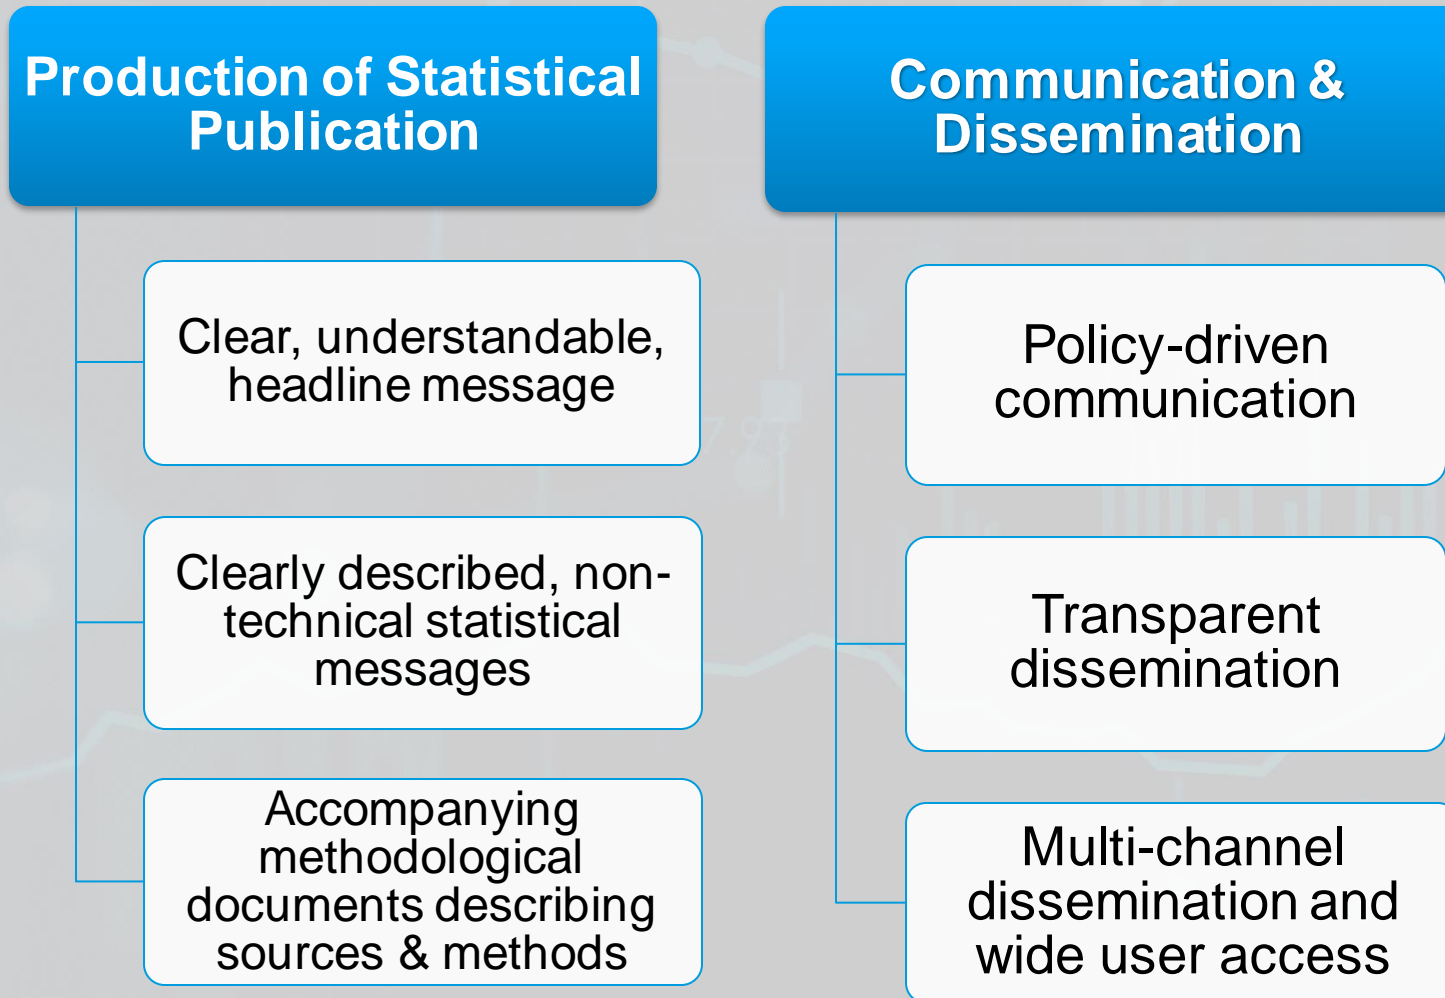 Production of Statistical
Publication
Clear, understandable,
headline message
Clearly described, non-
technical statistical
messages
Accompanying
methodological
documents describing
sources & methods
Communication &
Dissemination
Policy-driven
communication
Transparent
dissemination
Multi-channel
dissemination and
wide user access